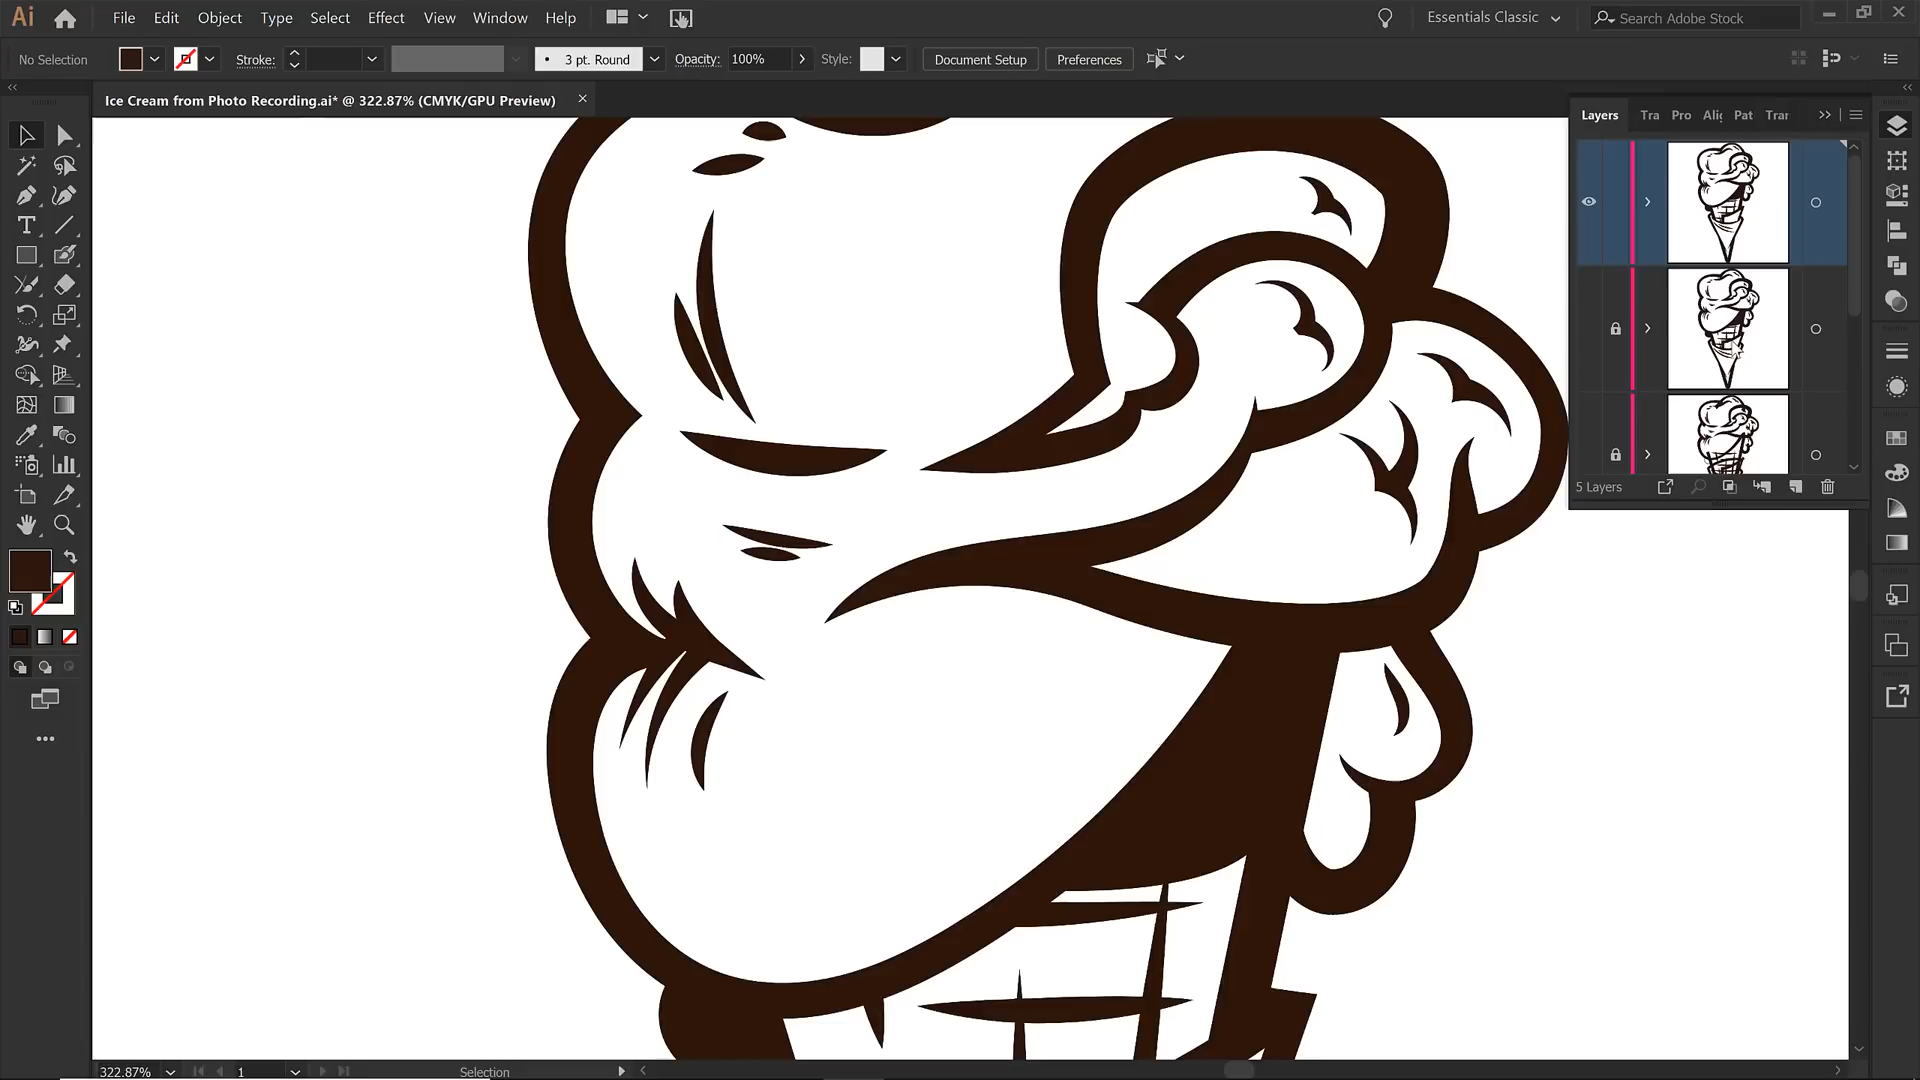 Ai File Edit Object Type Select Effect View Window Help Essentials Classic Search Adobe Stock
No Selection Stroke: 3 pt. Round Opacity: 100% Style: Document Setup Preferences
Ice Cream from Photo Recording.ai* @ 322.87% (CMYK/GPU Preview)
Layers Tra Pro Alig Pat Tran
5 Layers
322.87% 1 Selection